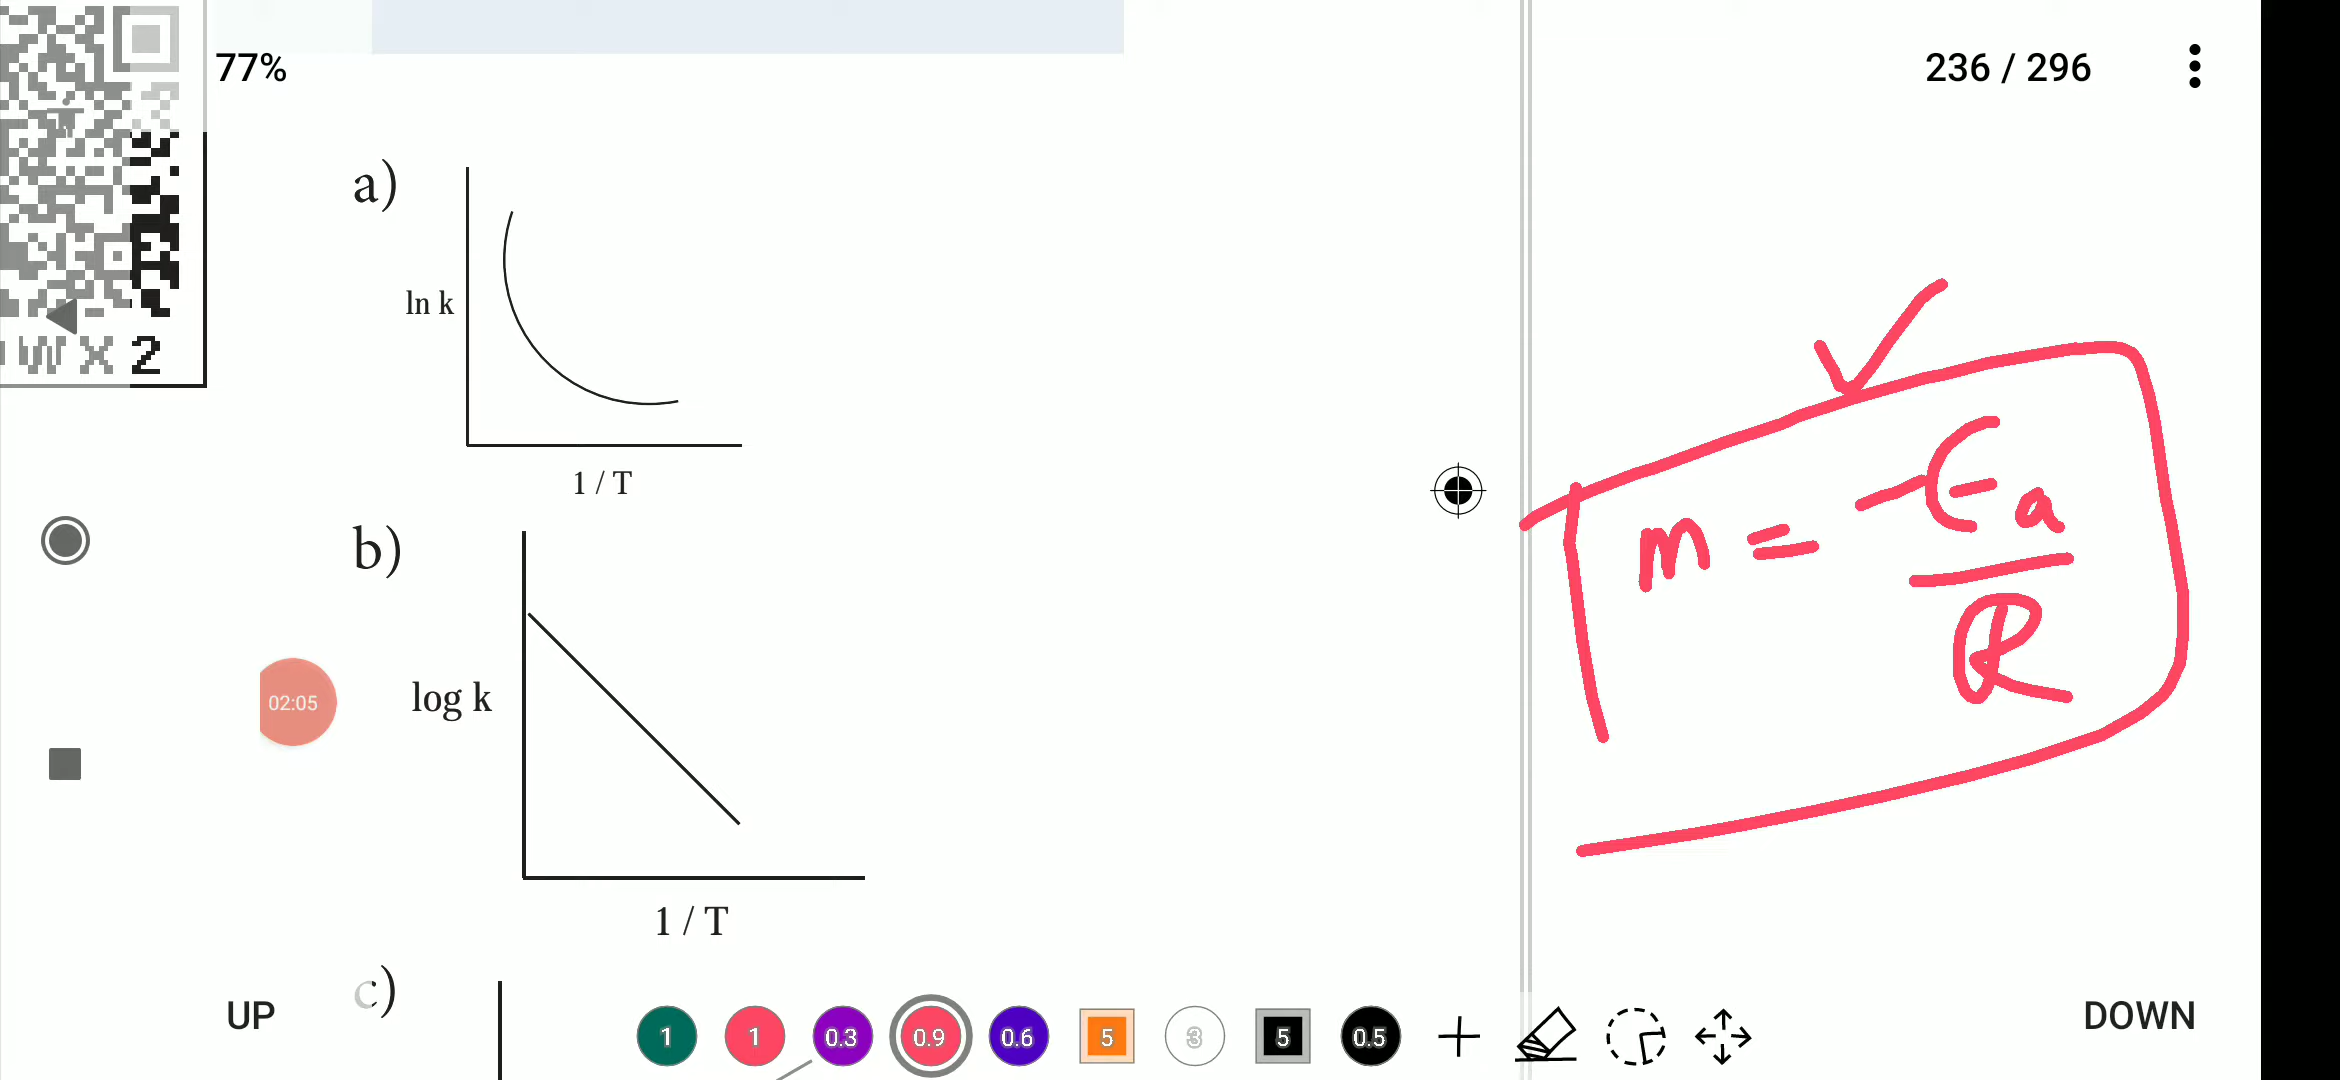 77%
236 / 296
W X 2
a)
ln k
1 / T
b)
log k
1 / T
m = -Ea
R
02:05
c)
UP
1 1 0.3 0.9 0.6 5 3 5 0.5
DOWN